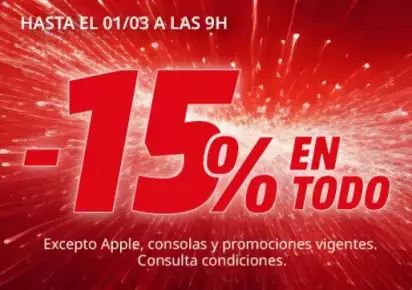 HASTA EL 01/03 A LAS 9H
-15% EN
TODO
Excepto Apple, consolas y promociones vigentes.
Consulta condiciones.